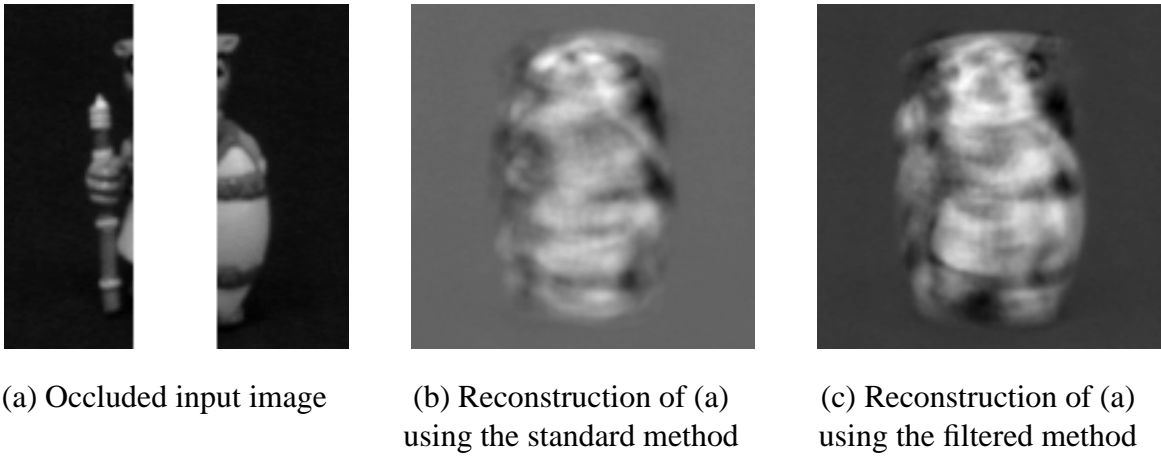 (a) Occluded input image
(b) Reconstruction of (a)
using the standard method
(c) Reconstruction of (a)
using the filtered method